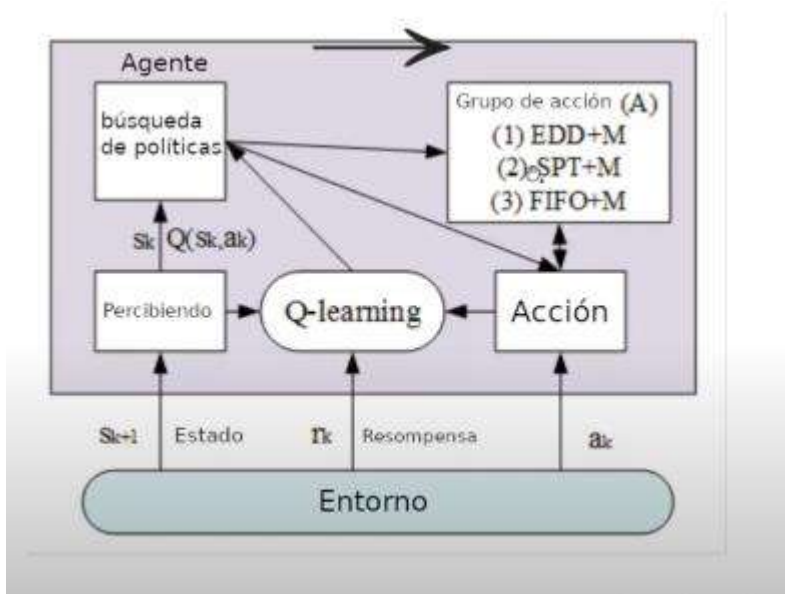 Agente
búsqueda
de políticas
Grupo de acción (A)
(1) EDD+M
(2) SPT+M
(3) FIFO+M
sk Q(sk,ak)
Percibiendo
Q-learning
Acción
sk+1 Estado
rk Resompensa
ak
Entorno